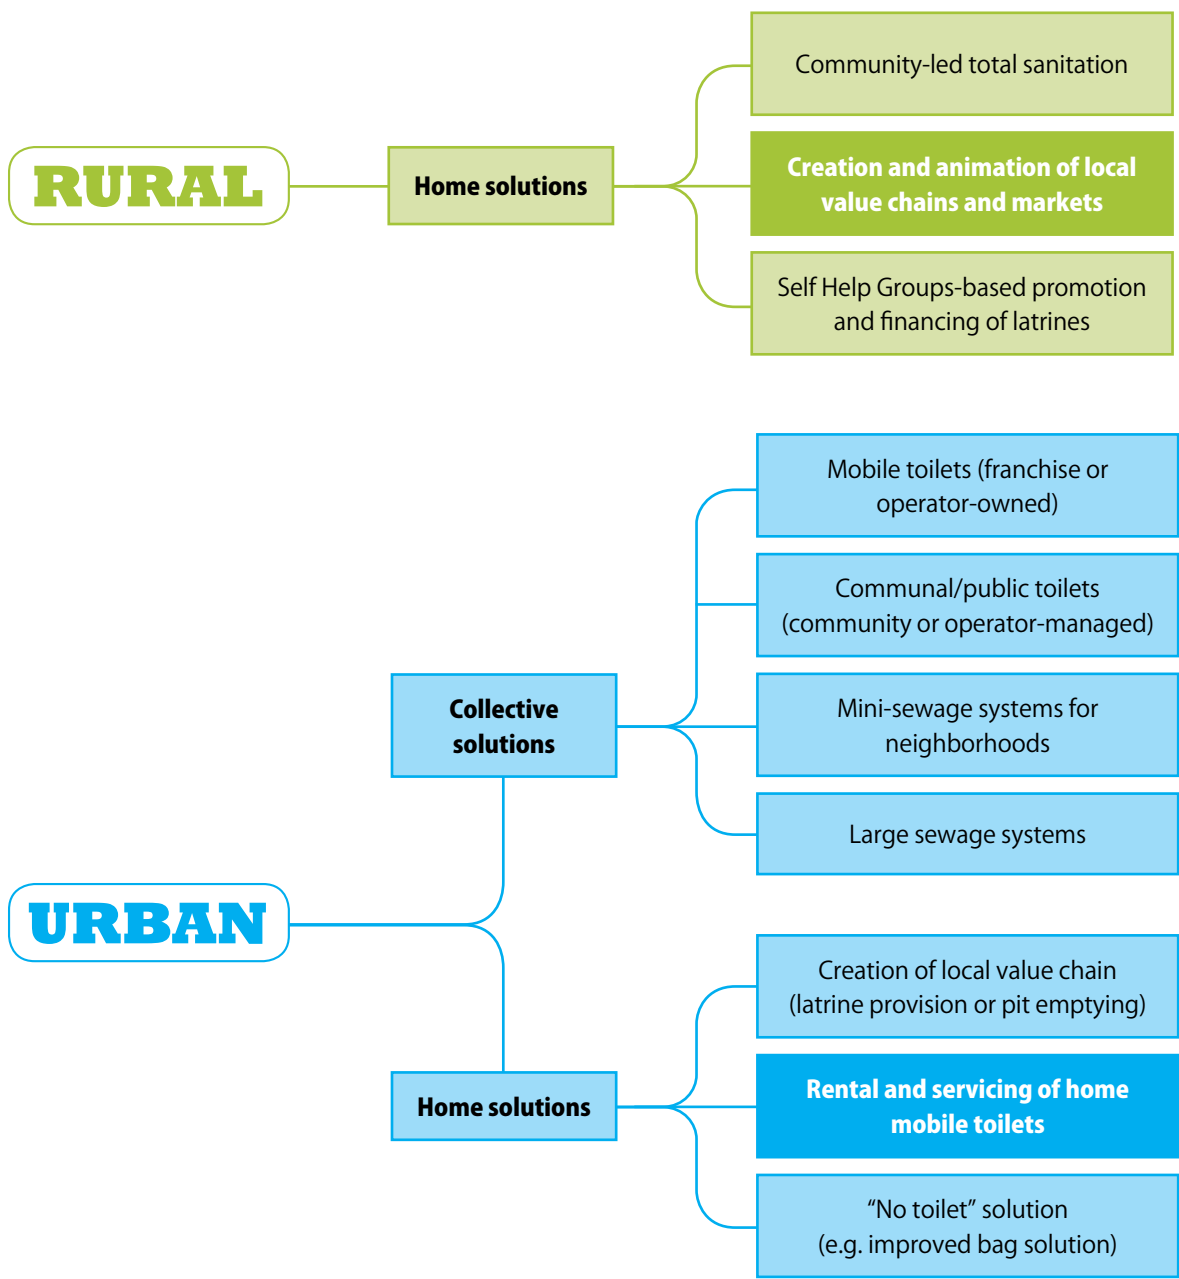 RURAL
Home solutions
Community-led total sanitation
Creation and animation of local
value chains and markets
Self Help Groups-based promotion
and financing of latrines
URBAN
Collective
solutions
Mobile toilets (franchise or
operator-owned)
Communal/public toilets
(community or operator-managed)
Mini-sewage systems for
neighborhoods
Large sewage systems
Home solutions
Creation of local value chain
(latrine provision or pit emptying)
Rental and servicing of home
mobile toilets
“No toilet” solution
(e.g. improved bag solution)